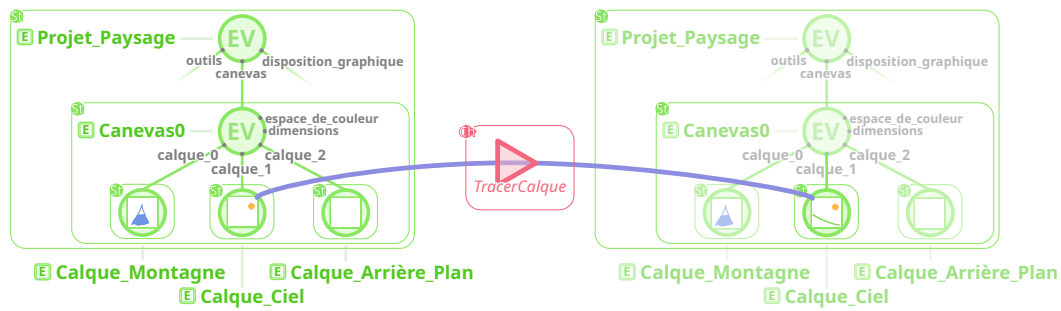 St
E Projet_Paysage
EV
outils
canevas
disposition_graphique
St
E Canevas0
EV
espace_de_couleur
dimensions
calque_0
calque_1
calque_2
St
St
St
E Calque_Montagne
E Calque_Arrière_Plan
E Calque_Ciel
TracerCalque
St
E Projet_Paysage
EV
outils
canevas
disposition_graphique
St
E Canevas0
EV
espace_de_couleur
dimensions
calque_0
calque_1
calque_2
St
St
St
E Calque_Montagne
E Calque_Arrière_Plan
E Calque_Ciel